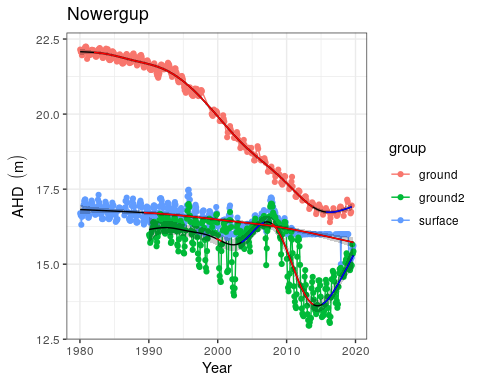 Nowergup
22.5
20.0
17.5
15.0
12.5
AHD (m)
1980
1990
2000
2010
2020
Year
group
ground
ground2
surface